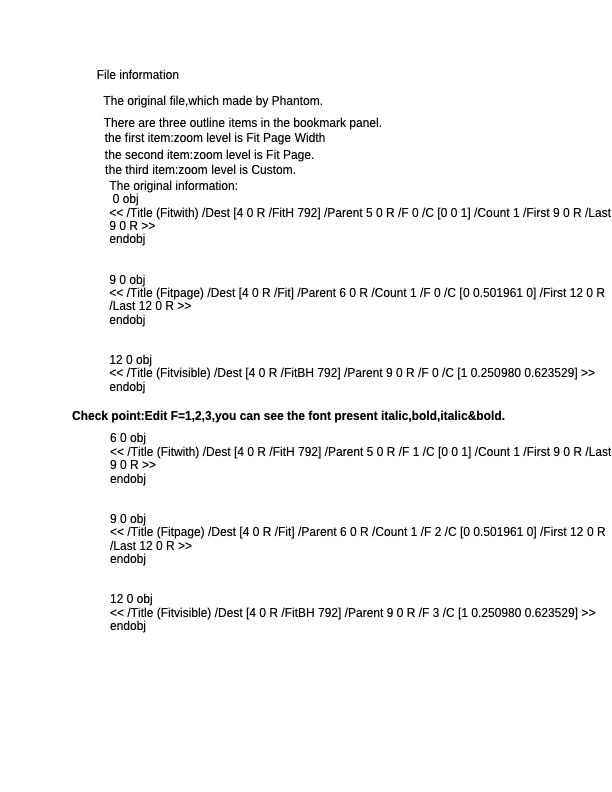 File information
The original file,which made by Phantom.
There are three outline items in the bookmark panel.
the first item:zoom level is Fit Page Width
the second item:zoom level is Fit Page.
the third item:zoom level is Custom.
The original information:
0 obj
<< /Title (Fitwith) /Dest [4 0 R /FitH 792] /Parent 5 0 R /F 0 /C [0 0 1] /Count 1 /First 9 0 R /Last
9 0 R >>
endobj
9 0 obj
<< /Title (Fitpage) /Dest [4 0 R /Fit] /Parent 6 0 R /Count 1 /F 0 /C [0 0.501961 0] /First 12 0 R
/Last 12 0 R >>
endobj
12 0 obj
<< /Title (Fitvisible) /Dest [4 0 R /FitBH 792] /Parent 9 0 R /F 0 /C [1 0.250980 0.623529] >>
endobj
Check point:Edit F=1,2,3,you can see the font present italic,bold,italic&bold.
6 0 obj
<< /Title (Fitwith) /Dest [4 0 R /FitH 792] /Parent 5 0 R /F 1 /C [0 0 1] /Count 1 /First 9 0 R /Last
9 0 R >>
endobj
9 0 obj
<< /Title (Fitpage) /Dest [4 0 R /Fit] /Parent 6 0 R /Count 1 /F 2 /C [0 0.501961 0] /First 12 0 R
/Last 12 0 R >>
endobj
12 0 obj
<< /Title (Fitvisible) /Dest [4 0 R /FitBH 792] /Parent 9 0 R /F 3 /C [1 0.250980 0.623529] >>
endobj